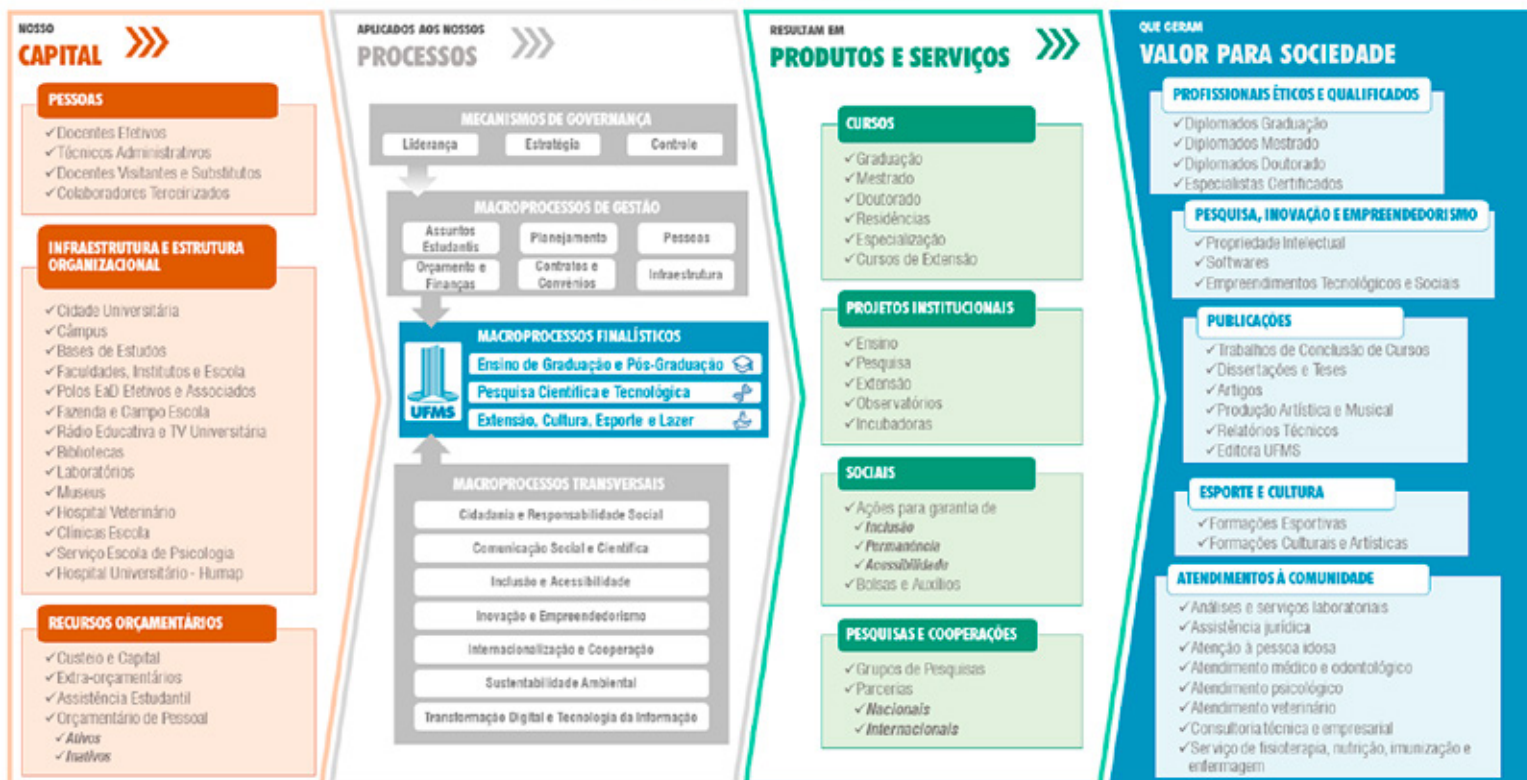 NOSSO
CAPITAL
PESSOAS
✓Docentes Efetivos
✓Técnicos Administrativos
✓Docentes Visitantes e Substitutos
✓Colaboradores Terceirizados
INFRAESTRUTURA E ESTRUTURA
ORGANIZACIONAL
✓Cidade Universitária
✓Câmpus
✓Bases de Estudos
✓Faculdades, Institutos e Escola
✓Polos EaD Efetivos e Associados
✓Fazenda e Campo Escola
✓Rádio Educativa e TV Universitária
✓Bibliotecas
✓Laboratórios
✓Museus
✓Hospital Veterinário
✓Clínicas Escola
✓Serviço Escola de Psicologia
✓Hospital Universitário - Humap
RECURSOS ORÇAMENTÁRIOS
✓Custeio e Capital
✓Extra-orçamentários
✓Assistência Estudantil
✓Orçamentário de Pessoal
✓Ativos
✓Inativos
APLICADOS AOS NOSSOS
PROCESSOS
MECANISMOS DE GOVERNANÇA
Liderança
Estratégia
Controle
MACROPROCESSOS DE GESTÃO
Assuntos
Estudantis
Planejamento
Pessoas
Orçamento e
Finanças
Contratos e
Convênios
Infraestrutura
MACROPROCESSOS FINALÍSTICOS
UFMS
Ensino de Graduação e Pós-Graduação
Pesquisa Científica e Tecnológica
Extensão, Cultura, Esporte e Lazer
MACROPROCESSOS TRANSVERSAIS
Cidadania e Responsabilidade Social
Comunicação Social e Científica
Inclusão e Acessibilidade
Inovação e Empreendedorismo
Internacionalização e Cooperação
Sustentabilidade Ambiental
Transformação Digital e Tecnologia da Informação
RESULTAM EM
PRODUTOS E SERVIÇOS
CURSOS
✓Graduação
✓Mestrado
✓Doutorado
✓Residências
✓Especialização
✓Cursos de Extensão
PROJETOS INSTITUCIONAIS
✓Ensino
✓Pesquisa
✓Extensão
✓Observatórios
✓Incubadoras
SOCIAIS
✓Ações para garantia de
✓Inclusão
✓Permanência
✓Acessibilidade
✓Bolsas e Auxílios
PESQUISAS E COOPERAÇÕES
✓Grupos de Pesquisas
✓Parcerias
✓Nacionais
✓Internacionais
QUE GERAM
VALOR PARA SOCIEDADE
PROFISSIONAIS ÉTICOS E QUALIFICADOS
✓Diplomados Graduação
✓Diplomados Mestrado
✓Diplomados Doutorado
✓Especialistas Certificados
PESQUISA, INOVAÇÃO E EMPREENDEDORISMO
✓Propriedade Intelectual
✓Softwares
✓Empreendimentos Tecnológicos e Sociais
PUBLICAÇÕES
✓Trabalhos de Conclusão de Cursos
✓Dissertações e Teses
✓Artigos
✓Produção Artística e Musical
✓Relatórios Técnicos
✓Editora UFMS
ESPORTE E CULTURA
✓Formações Esportivas
✓Formações Culturais e Artísticas
ATENDIMENTOS À COMUNIDADE
✓Análises e serviços laboratoriais
✓Assistência jurídica
✓Atenção à pessoa idosa
✓Atendimento médico e odontológico
✓Atendimento psicológico
✓Atendimento veterinário
✓Consultoria técnica e empresarial
✓Serviço de fisioterapia, nutrição, imunização e
enfermagem